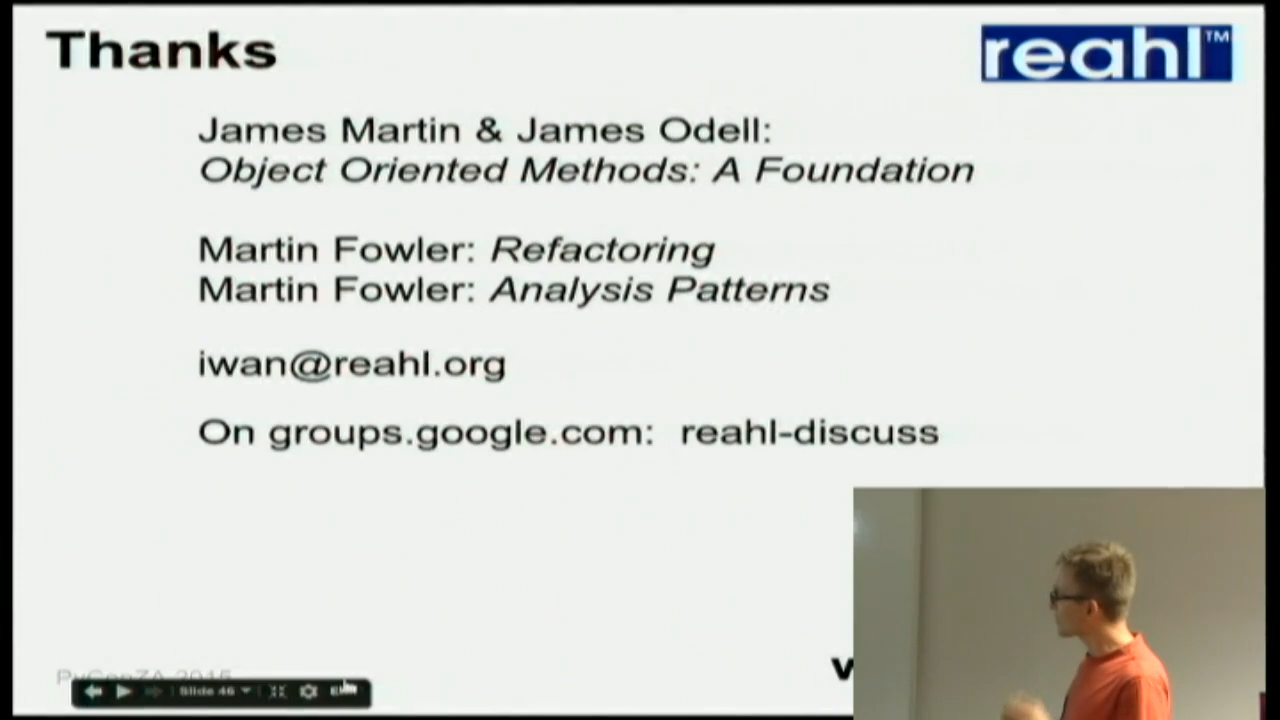 Thanks
reahl™
James Martin & James Odell:
Object Oriented Methods: A Foundation
Martin Fowler: Refactoring
Martin Fowler: Analysis Patterns
iwan@reahl.org
On groups.google.com: reahl-discuss
PyConZA 2015
Slide 46